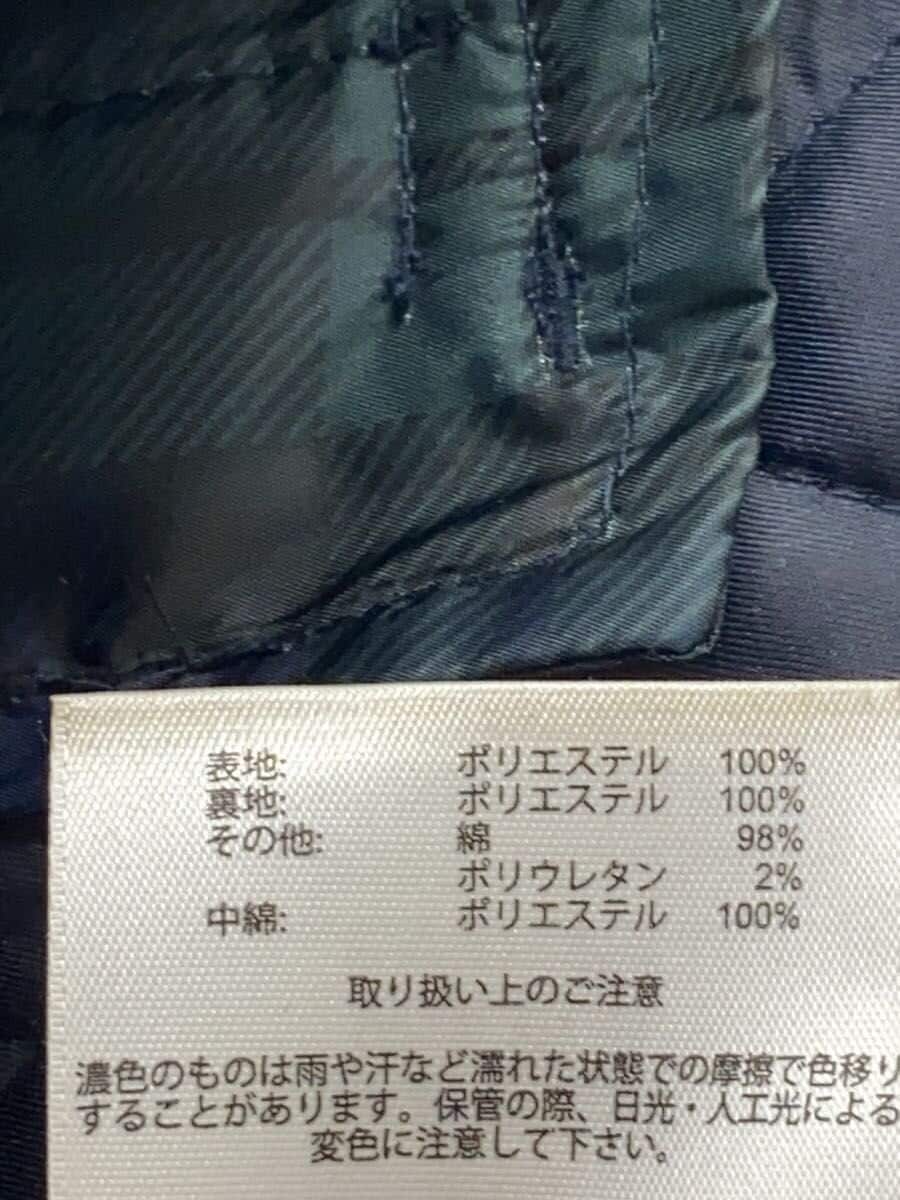 表地: ポリエステル 100%
裏地: ポリエステル 100%
その他: 綿 98%
ポリウレタン 2%
中綿: ポリエステル 100%
取り扱い上のご注意
濃色のものは雨や汗など濡れた状態での摩擦で色移り
することがあります。保管の際、日光・人工光による
変色に注意して下さい。